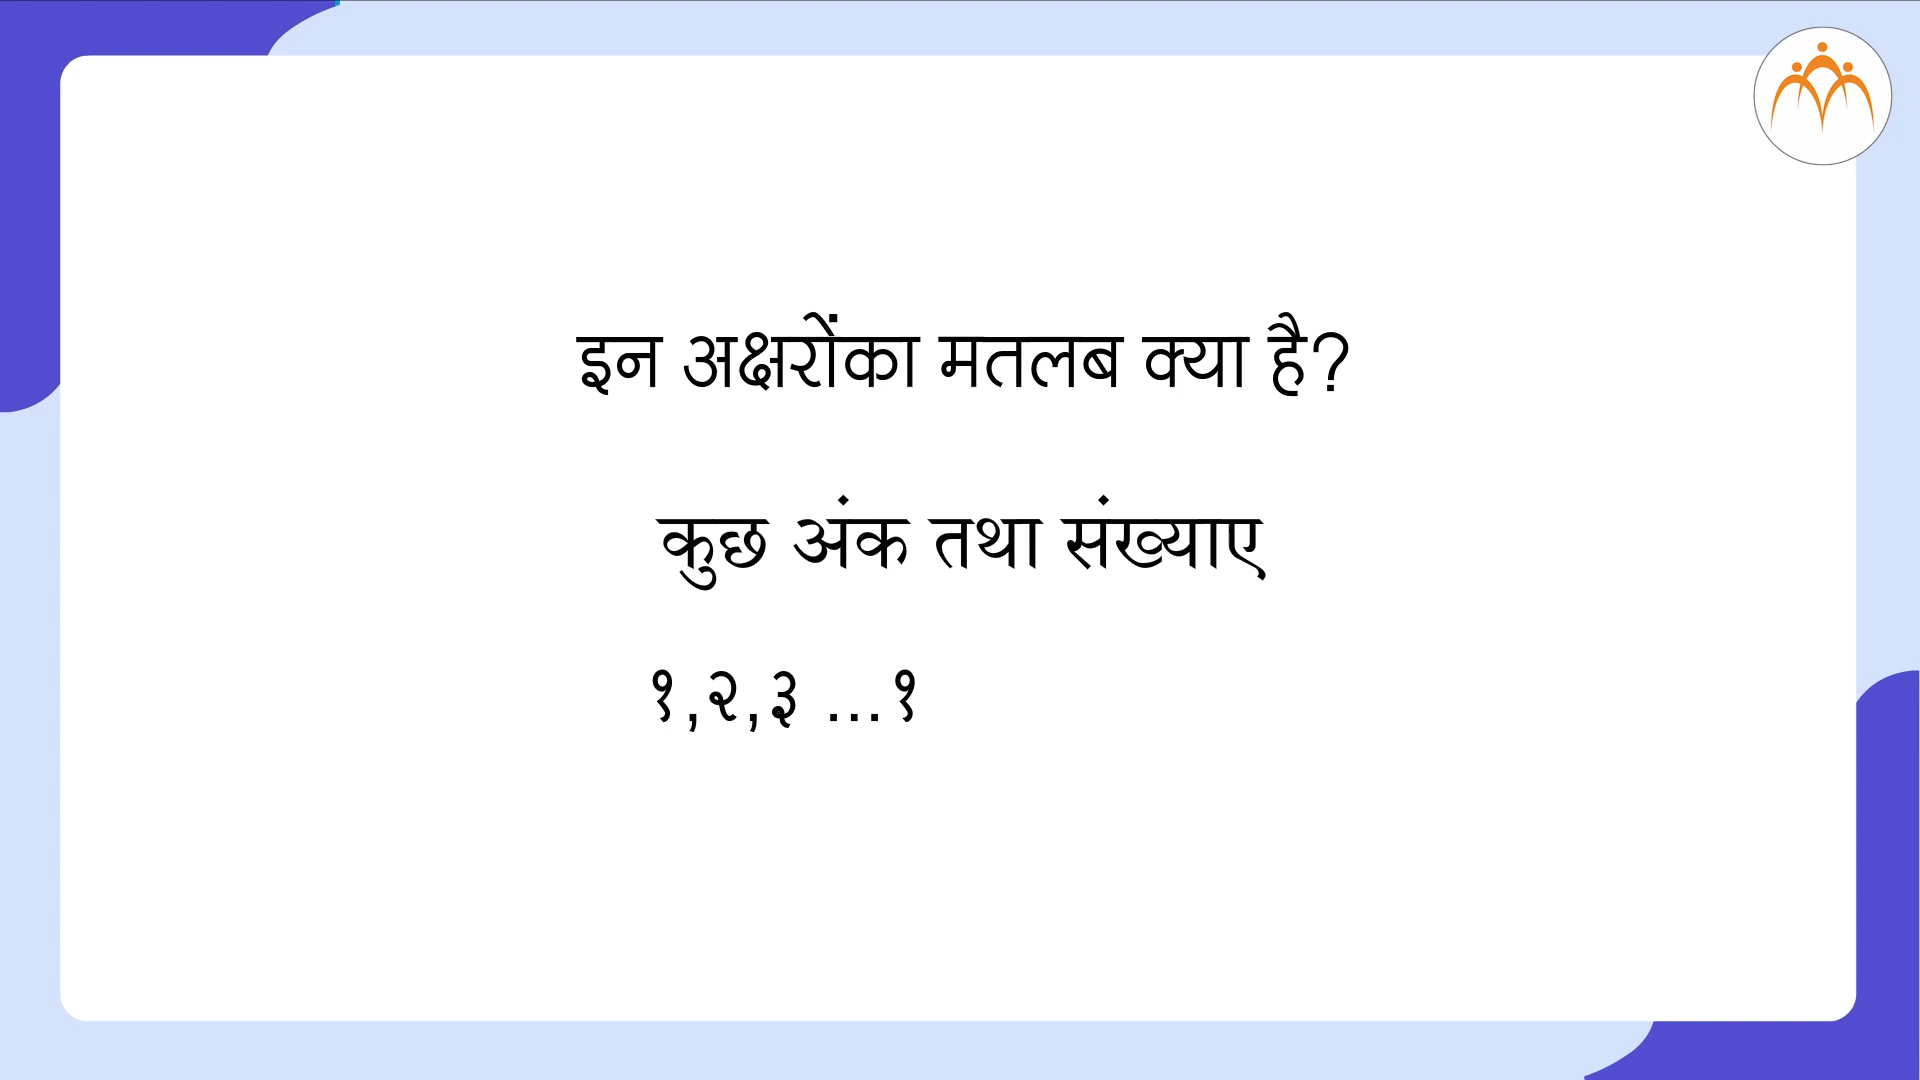 इन अक्षरोंका मतलब क्या है?
कुछ अंक तथा संख्याए
१,२,३ ...१